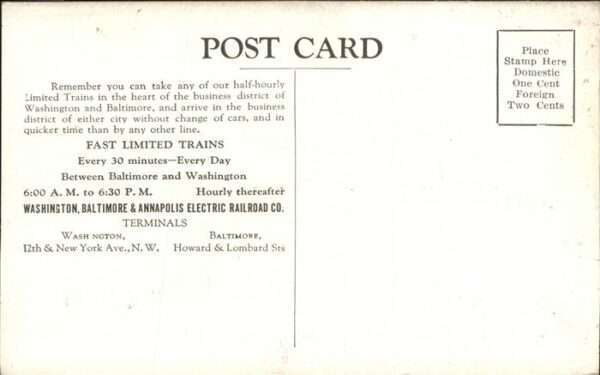 POST CARD
Place
Stamp Here
Domestic
One Cent
Foreign
Two Cents
Remember you can take any of our half-hourly
Limited Trains in the heart of the business district of
Washington and Baltimore, and arrive in the business
district of either city without change of cars, and in
quicker time than by any other line.
FAST LIMITED TRAINS
Every 30 minutes—Every Day
Between Baltimore and Washington
6:00 A. M. to 6:30 P. M. Hourly thereafter
WASHINGTON, BALTIMORE & ANNAPOLIS ELECTRIC RAILROAD CO.
TERMINALS
WASH NGTON, BALTIMORE,
12th & New York Ave., N. W. Howard & Lombard Sts